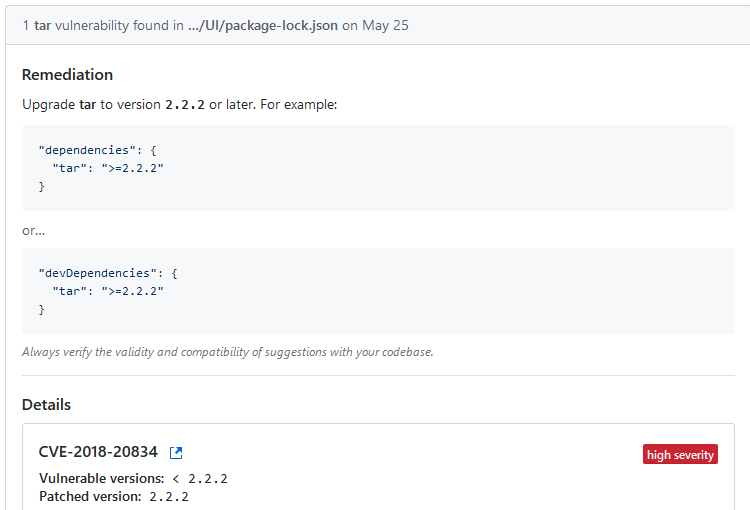 1 tar vulnerability found in .../UI/package-lock.json on May 25
Remediation
Upgrade tar to version 2.2.2 or later. For example:
"dependencies": {
  "tar": ">=2.2.2"
}
or...
"devDependencies": {
  "tar": ">=2.2.2"
}
Always verify the validity and compatibility of suggestions with your codebase.
Details
CVE-2018-20834 high severity
Vulnerable versions: < 2.2.2
Patched version: 2.2.2